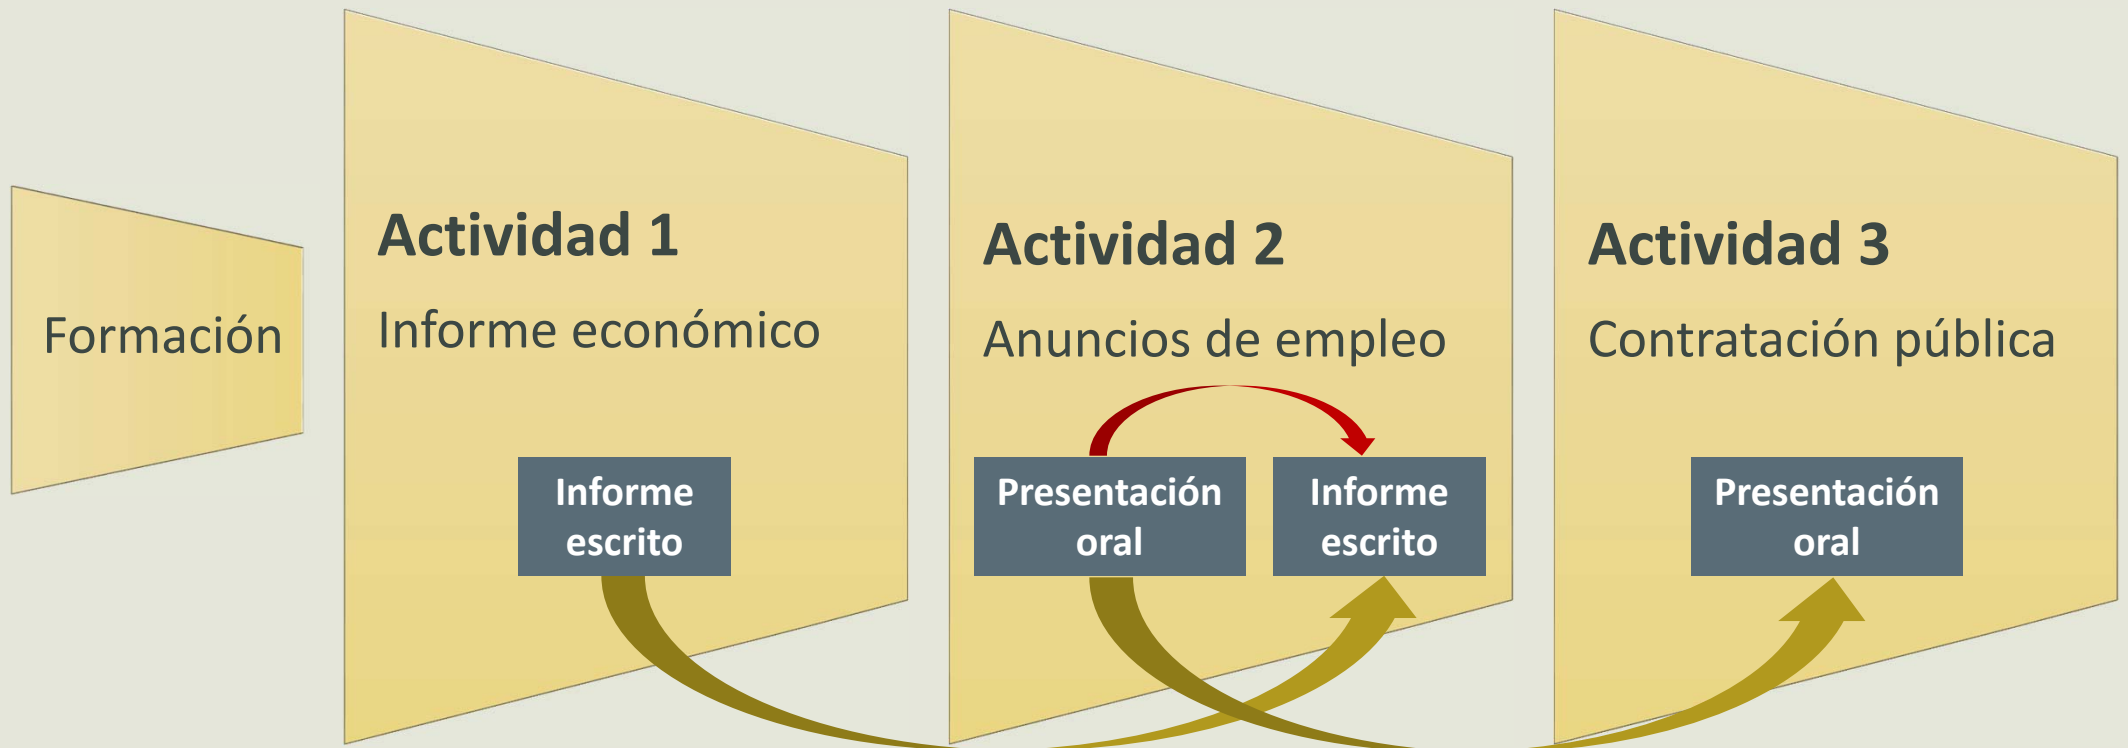 Formación
Actividad 1
Informe económico
Informe
escrito
Actividad 2
Anuncios de empleo
Presentación
oral
Informe
escrito
Actividad 3
Contratación pública
Presentación
oral